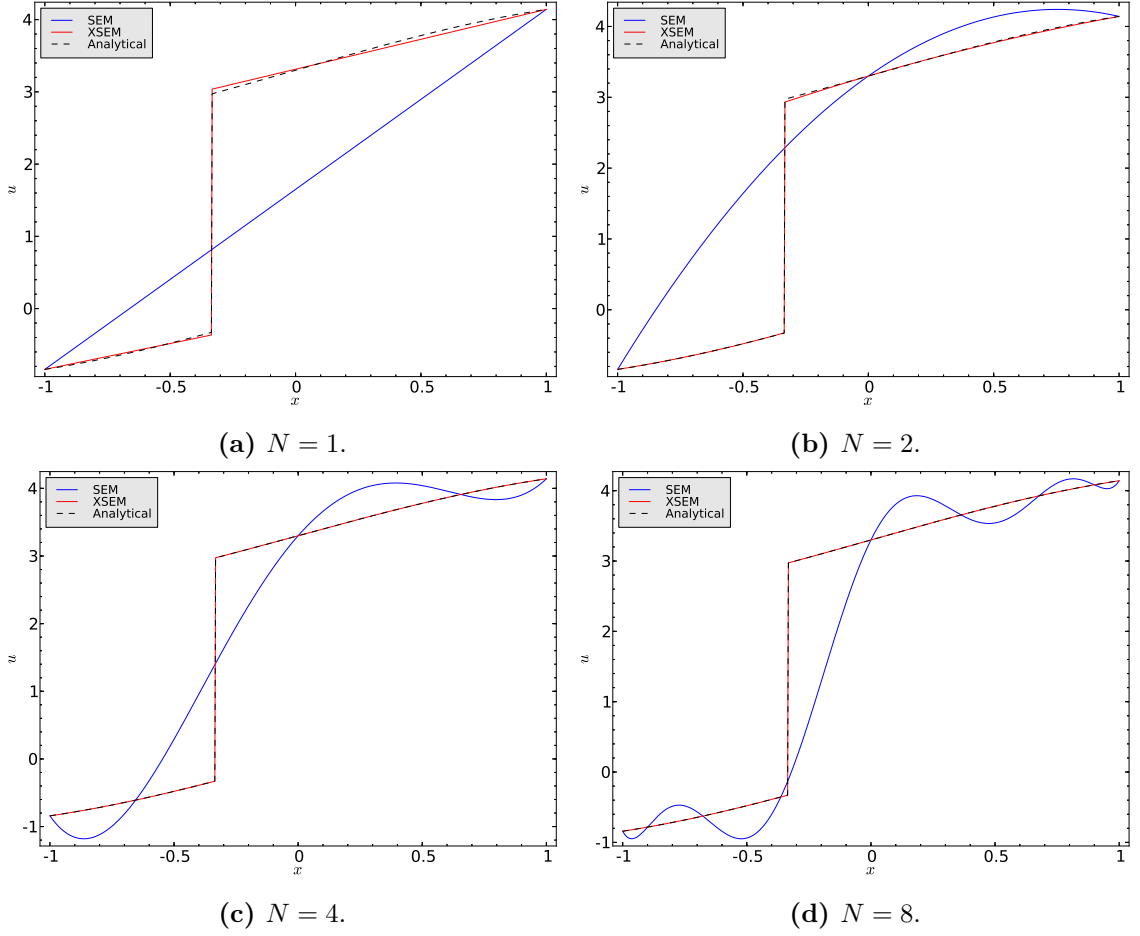 SEM
XSEM
Analytical
4
3
2
1
0
u
-1
-0.5
0
0.5
1
x
(a) N = 1.
SEM
XSEM
Analytical
4
3
2
1
0
u
-1
-0.5
0
0.5
1
x
(b) N = 2.
SEM
XSEM
Analytical
4
3
2
1
0
-1
u
-1
-0.5
0
0.5
1
x
(c) N = 4.
SEM
XSEM
Analytical
4
3
2
1
0
-1
u
-1
-0.5
0
0.5
1
x
(d) N = 8.